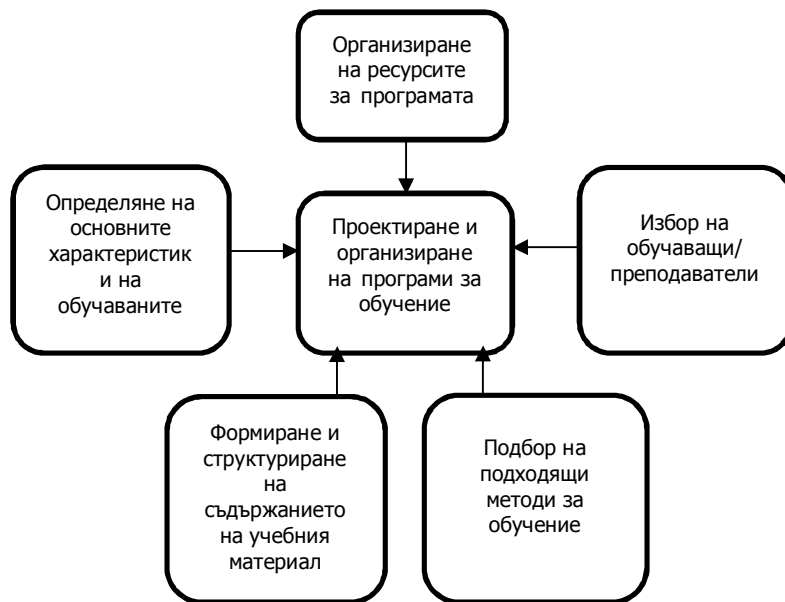 Организиране
на ресурсите
за програмата
Определяне на
основните
характеристик
и на
обучаваните
Проектиране и
организиране
на програми за
обучение
Избор на
обучаващи/
преподаватели
Формиране и
структуриране
на
съдържанието
на учебния
материал
Подбор на
подходящи
методи за
обучение